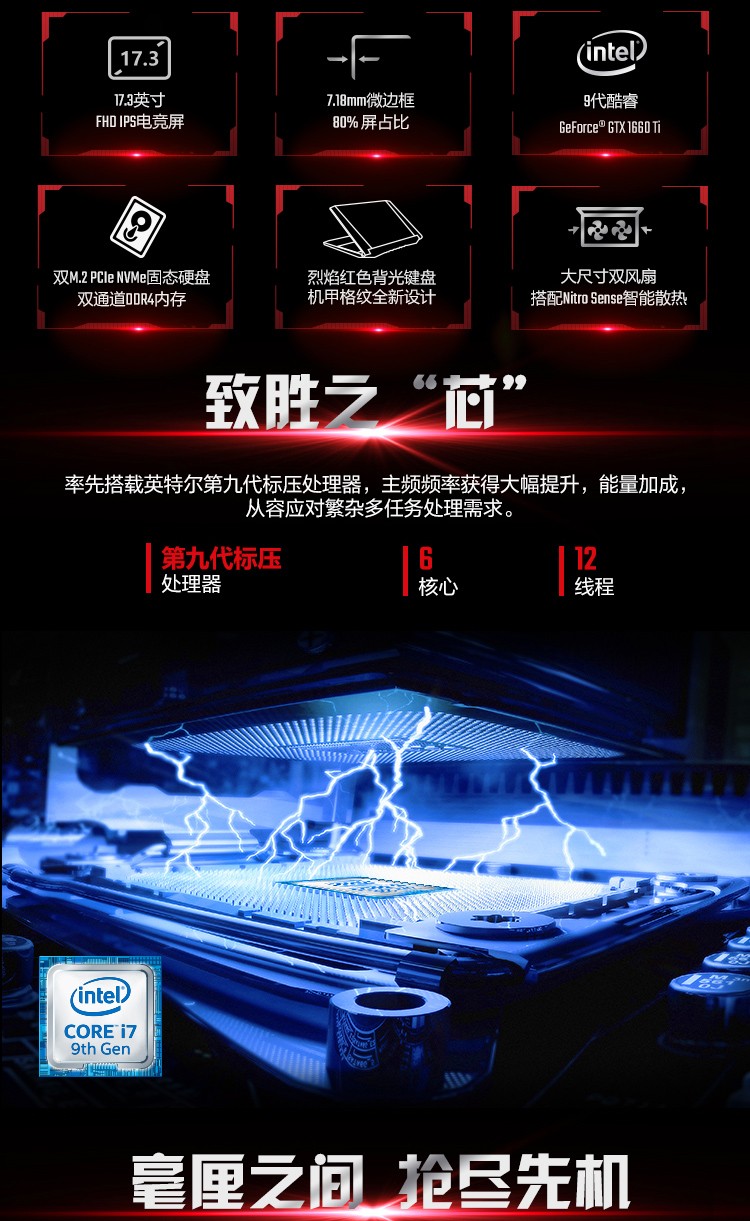 17.3
17.3英寸
FHD IPS电竞屏
7.18mm微边框
80% 屏占比
intel
9代酷睿
GeForce® GTX 1660 Ti
双M.2 PCIe NVMe固态硬盘
双通道DDR4内存
烈焰红色背光键盘
机甲格纹全新设计
大尺寸双风扇
搭配Nitro Sense智能散热
致胜之“芯”
率先搭载英特尔第九代标压处理器，主频频率获得大幅提升，能量加成，
从容应对繁杂多任务处理需求。
第九代标压
处理器
6
核心
12
线程
intel
CORE i7
9th Gen
毫厘之间 抢尽先机